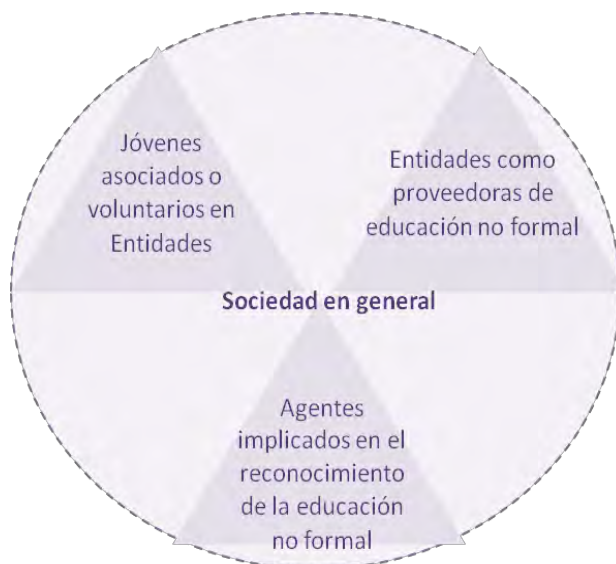 Jóvenes
asociados o
voluntarios en
Entidades
Entidades como
proveedoras de
educación no formal
Sociedad en general
Agentes
implicados en el
reconocimiento
de la educación
no formal